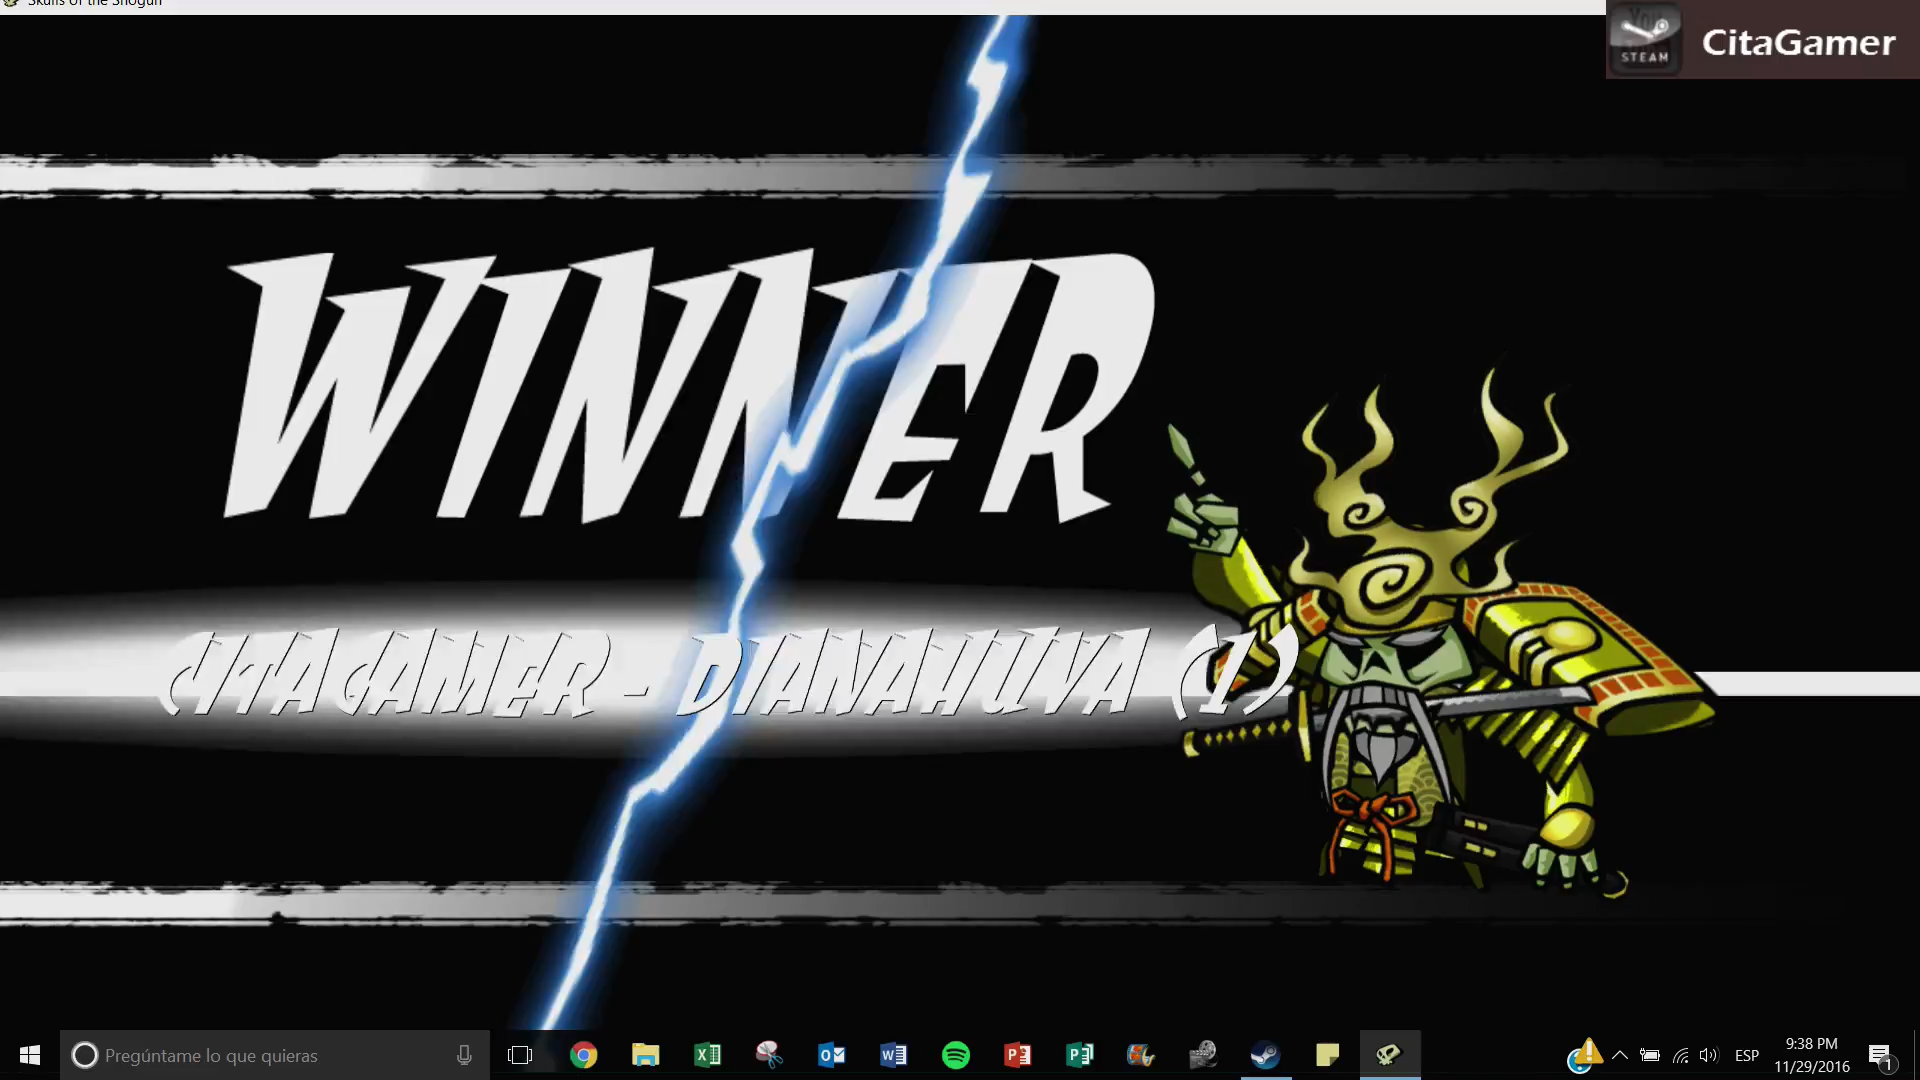 Skulls of the Shogun
STEAM
CitaGamer
WINNER
CITAGAMER - DIANAHUVA (1)
Pregúntame lo que quieras
ESP
9:38 PM
11/29/2016
1